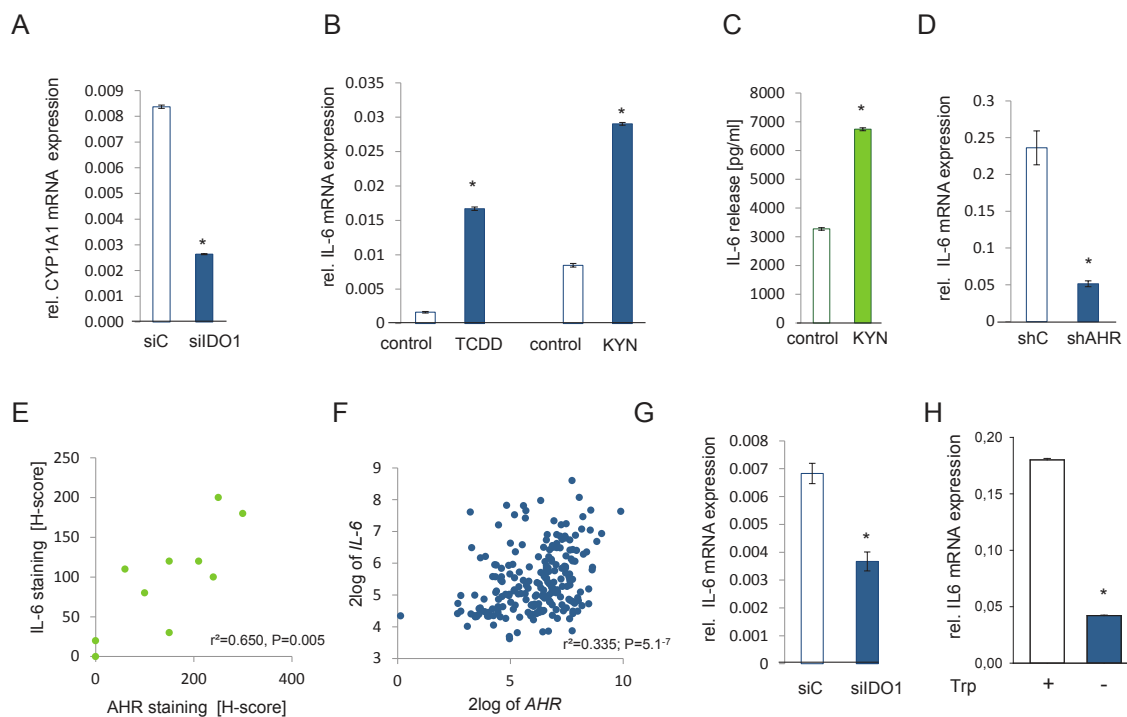 A
rel. CYP1A1 mRNA expression
0.009
0.008
0.007
0.006
0.005
0.004
0.003
0.002
0.001
0.000
*
siC siIDO1
B
rel. IL-6 mRNA expression
0.035
0.03
0.025
0.02
0.015
0.01
0.005
0
*
*
control TCDD control KYN
C
IL-6 release [pg/ml]
8000
7000
6000
5000
4000
3000
2000
1000
0
*
control KYN
D
rel. IL-6 mRNA expression
0.3
0.25
0.2
0.15
0.1
0.05
0
*
shC shAHR
E
IL-6 staining [H-score]
250
200
150
100
50
0
r²=0.650, P=0.005
0 200 400
AHR staining [H-score]
F
2log of IL-6
9
8
7
6
5
4
3
r²=0.335; P=5.1⁻⁷
0 5 10
2log of AHR
G
rel. IL-6 mRNA expression
0.008
0.007
0.006
0.005
0.004
0.003
0.002
0.001
0
*
siC siIDO1
H
rel. IL6 mRNA expression
0,20
0,15
0,10
0,05
0,00
*
Trp + -